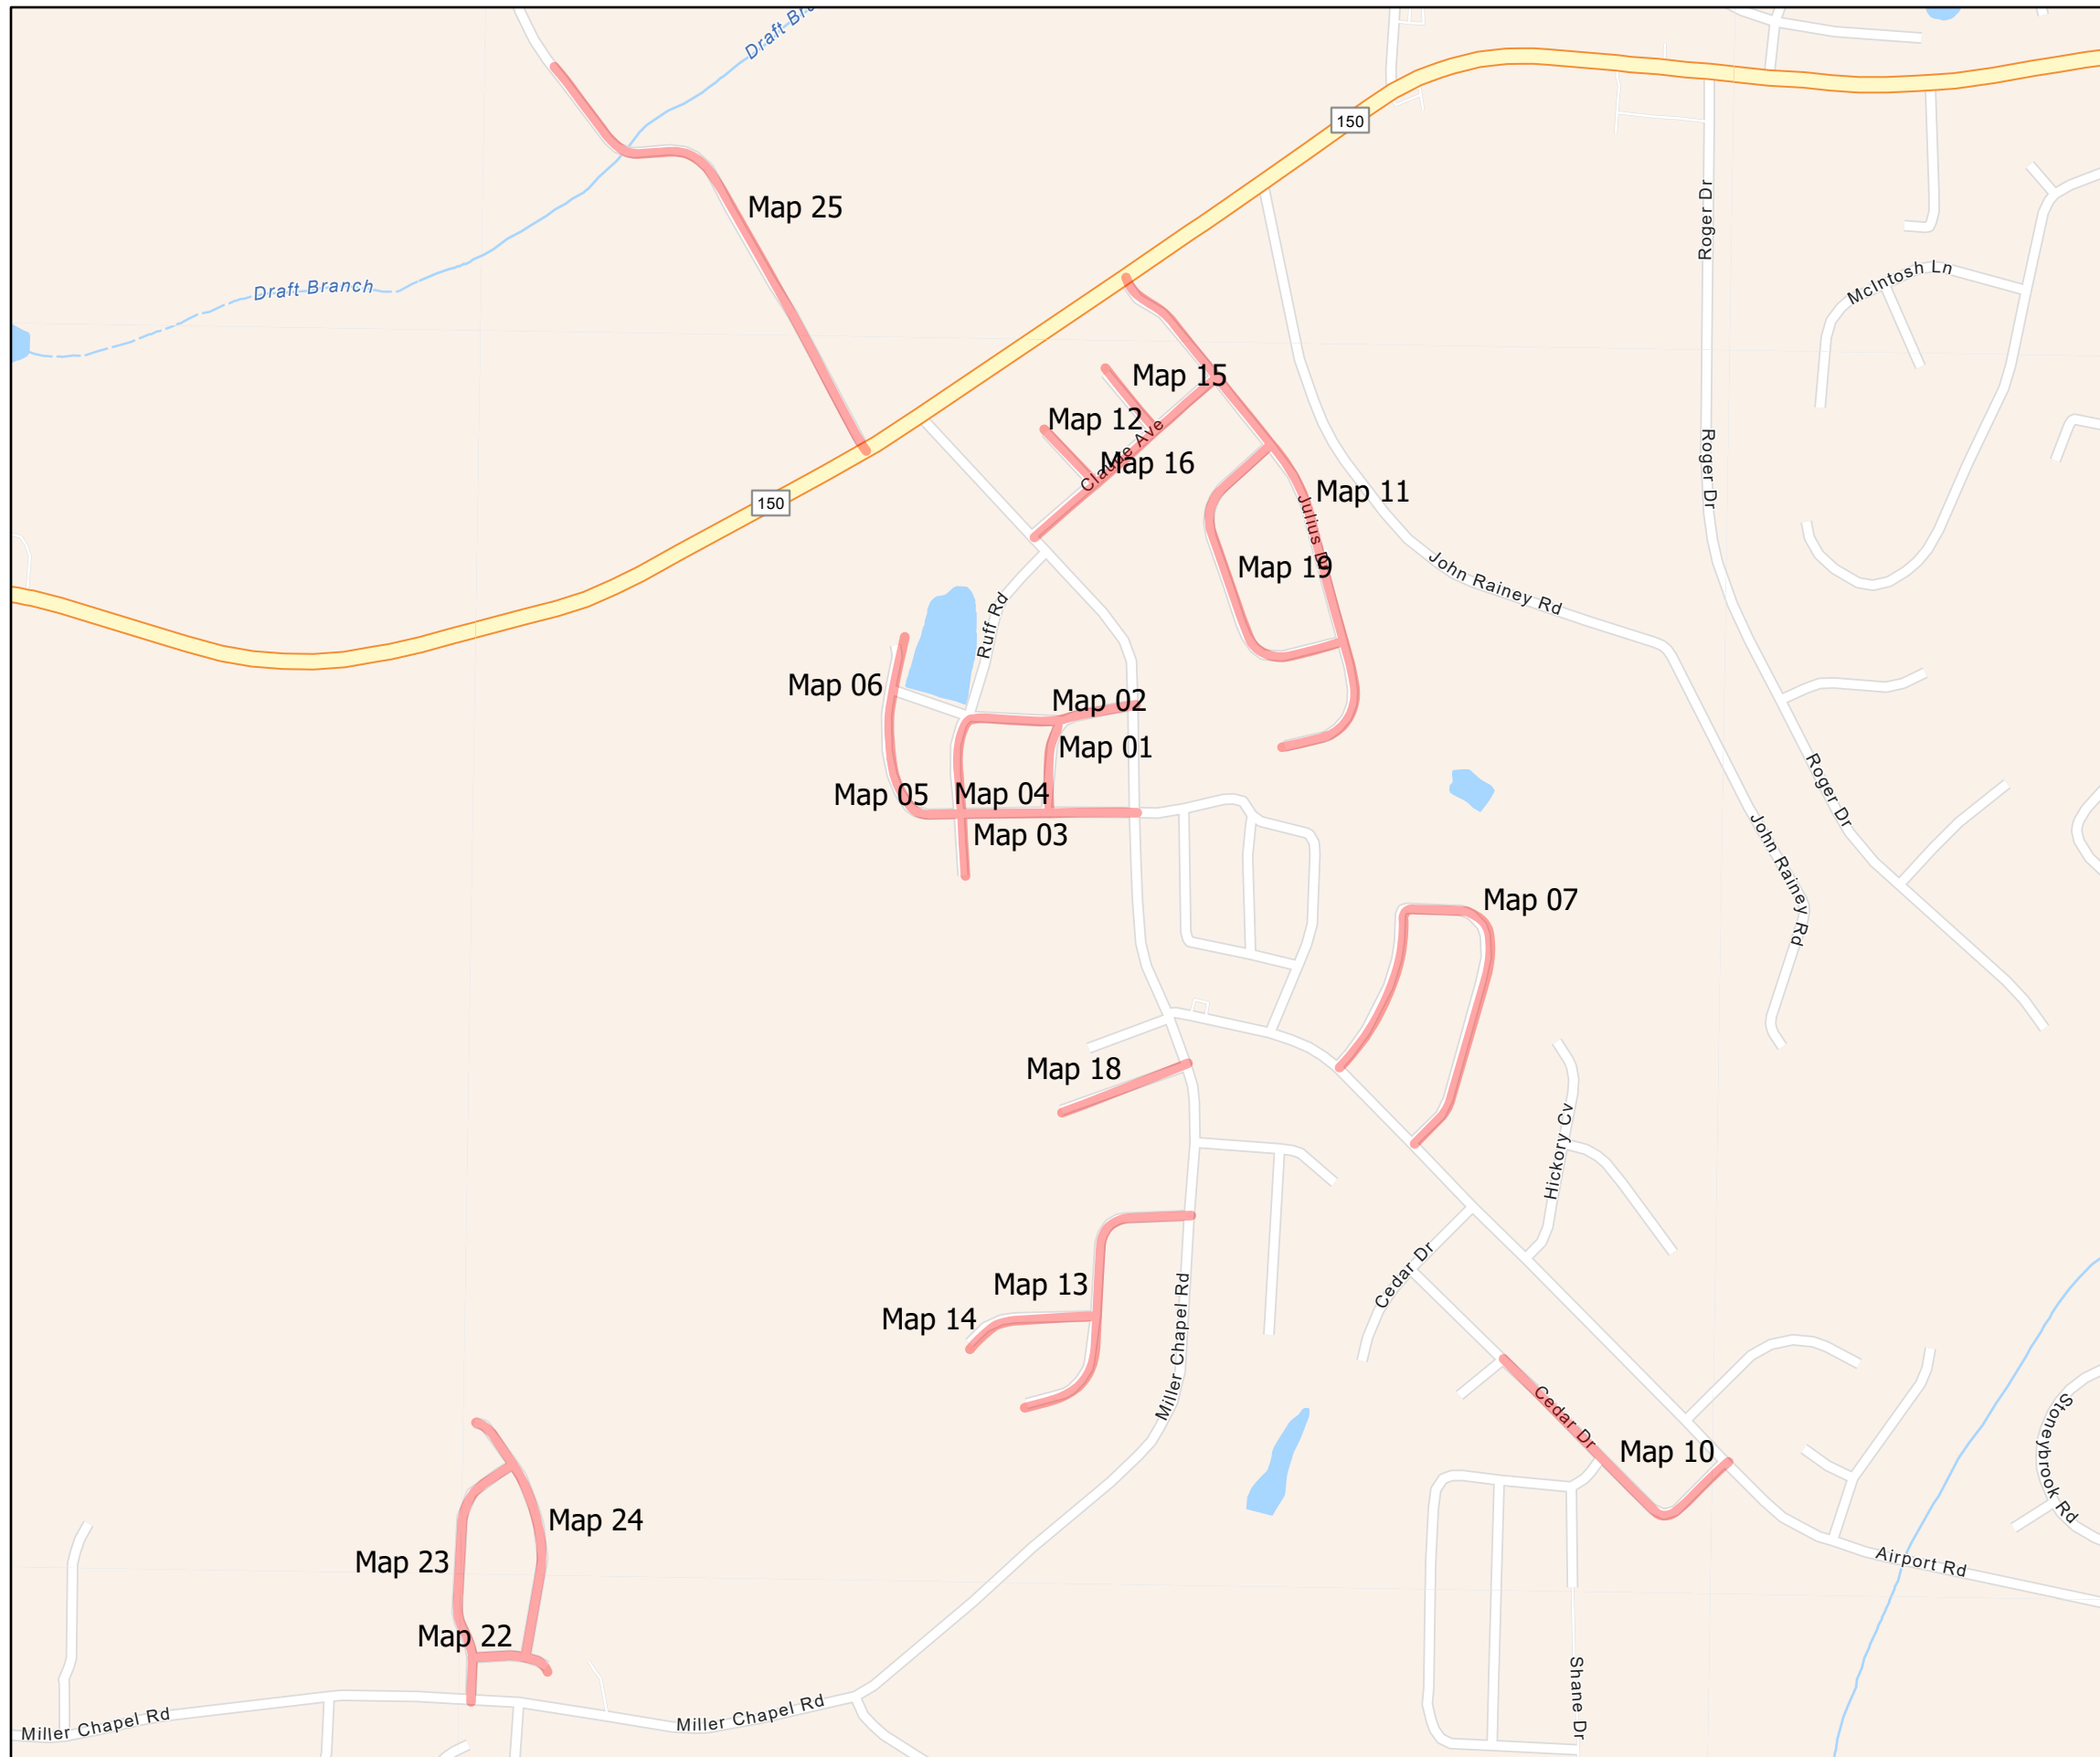 Draft Bra
150
Map 25
Roger Dr
McIntosh Ln
Draft Branch
Map 15
Map 12
Claude Ave
Map 16
Roger Dr
Map 11
150
Julius Dr
Map 19
John Rainey Rd
Ruff Rd
Map 06
Map 02
Map 01
Map 05
Map 04
Map 03
Roger Dr
John Rainey Rd
Map 07
Map 18
Hickory Cv
Cedar Dr
Map 13
Map 14
Miller Chapel Rd
Cedar Dr
Map 10
Stoneybrook Rd
Map 24
Map 23
Airport Rd
Map 22
Shane Dr
Miller Chapel Rd
Miller Chapel Rd